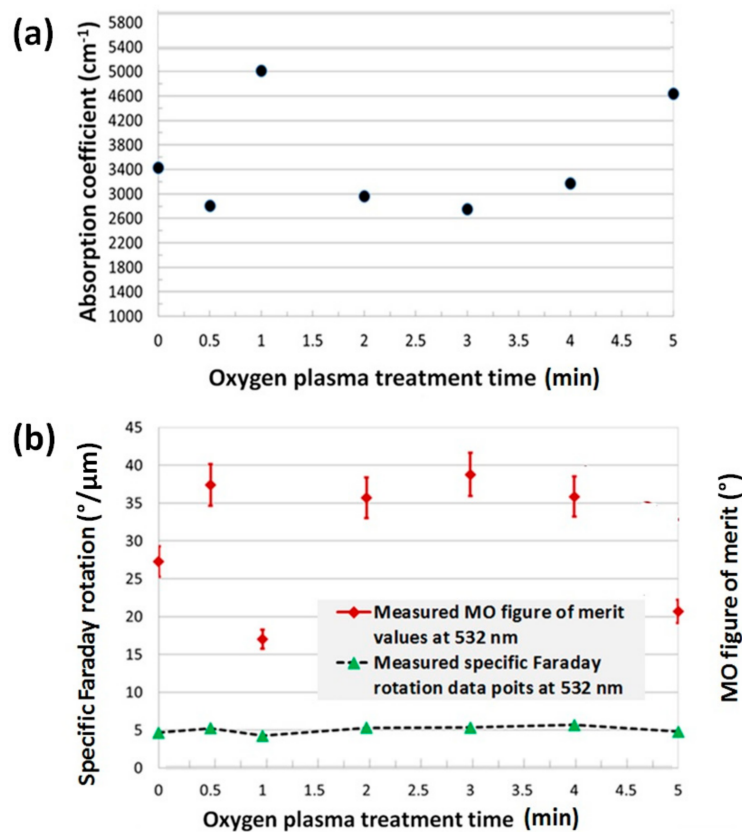 (a)
Absorption coefficient (cm⁻¹)
5800
5400
5000
4600
4200
3800
3400
3000
2600
2200
1800
1400
1000
0 0.5 1 1.5 2 2.5 3 3.5 4 4.5 5
Oxygen plasma treatment time (min)
(b)
Specific Faraday rotation (°/μm)
45
40
35
30
25
20
15
10
5
0
Measured MO figure of merit
values at 532 nm
Measured specific Faraday
rotation data poits at 532 nm
MO figure of merit (°)
0 0.5 1 1.5 2 2.5 3 3.5 4 4.5 5
Oxygen plasma treatment time (min)